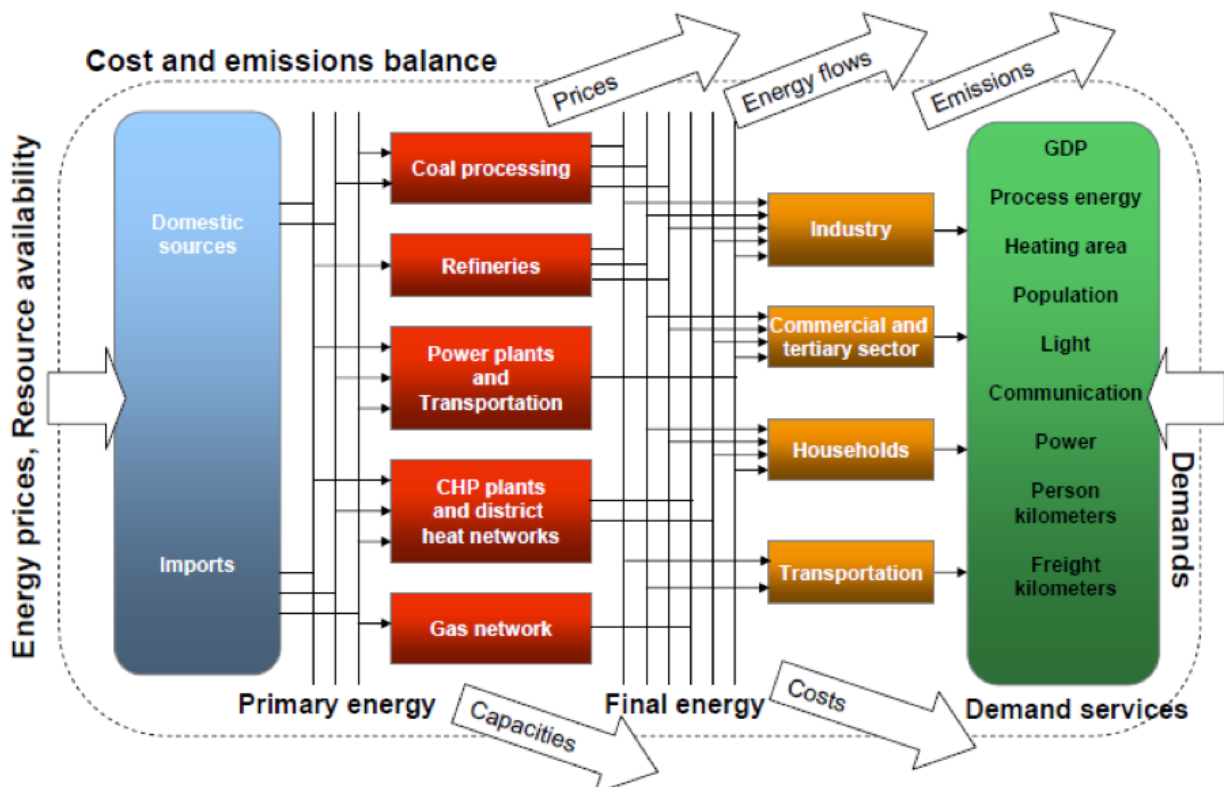 Cost and emissions balance
Prices
Energy flows
Emissions
Energy prices, Resource availability
Domestic
sources
Imports
Primary energy
Coal processing
Refineries
Power plants
and
Transportation
CHP plants
and district
heat networks
Gas network
Capacities
Final energy
Industry
Commercial and
tertiary sector
Households
Transportation
Costs
GDP
Process energy
Heating area
Population
Light
Communication
Power
Person
kilometers
Freight
kilometers
Demand services
Demands